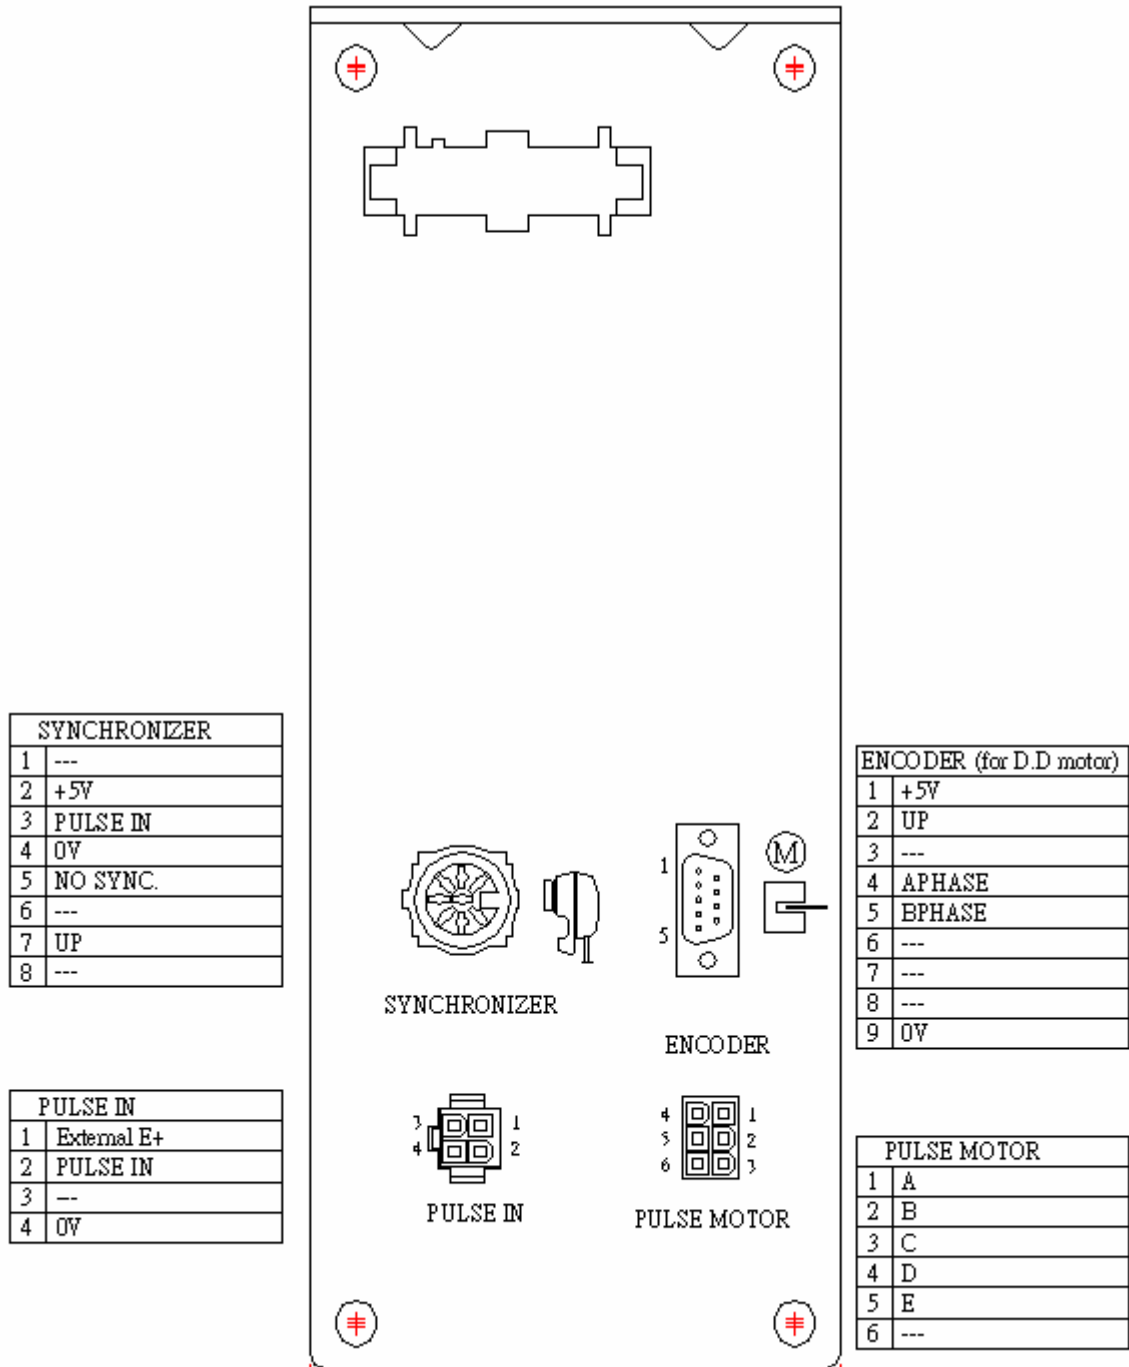 SYNCHRONIZER
1 ---
2 +5V
3 PULSE IN
4 0V
5 NO SYNC.
6 ---
7 UP
8 ---
PULSE IN
1 External E+
2 PULSE IN
3 ---
4 0V
1
5
M
SYNCHRONIZER
ENCODER
3 1
4 2
PULSE IN
4 1
5 2
6 3
PULSE MOTOR
ENCODER (for D.D motor)
1 +5V
2 UP
3 ---
4 APHASE
5 BPHASE
6 ---
7 ---
8 ---
9 0V
PULSE MOTOR
1 A
2 B
3 C
4 D
5 E
6 ---